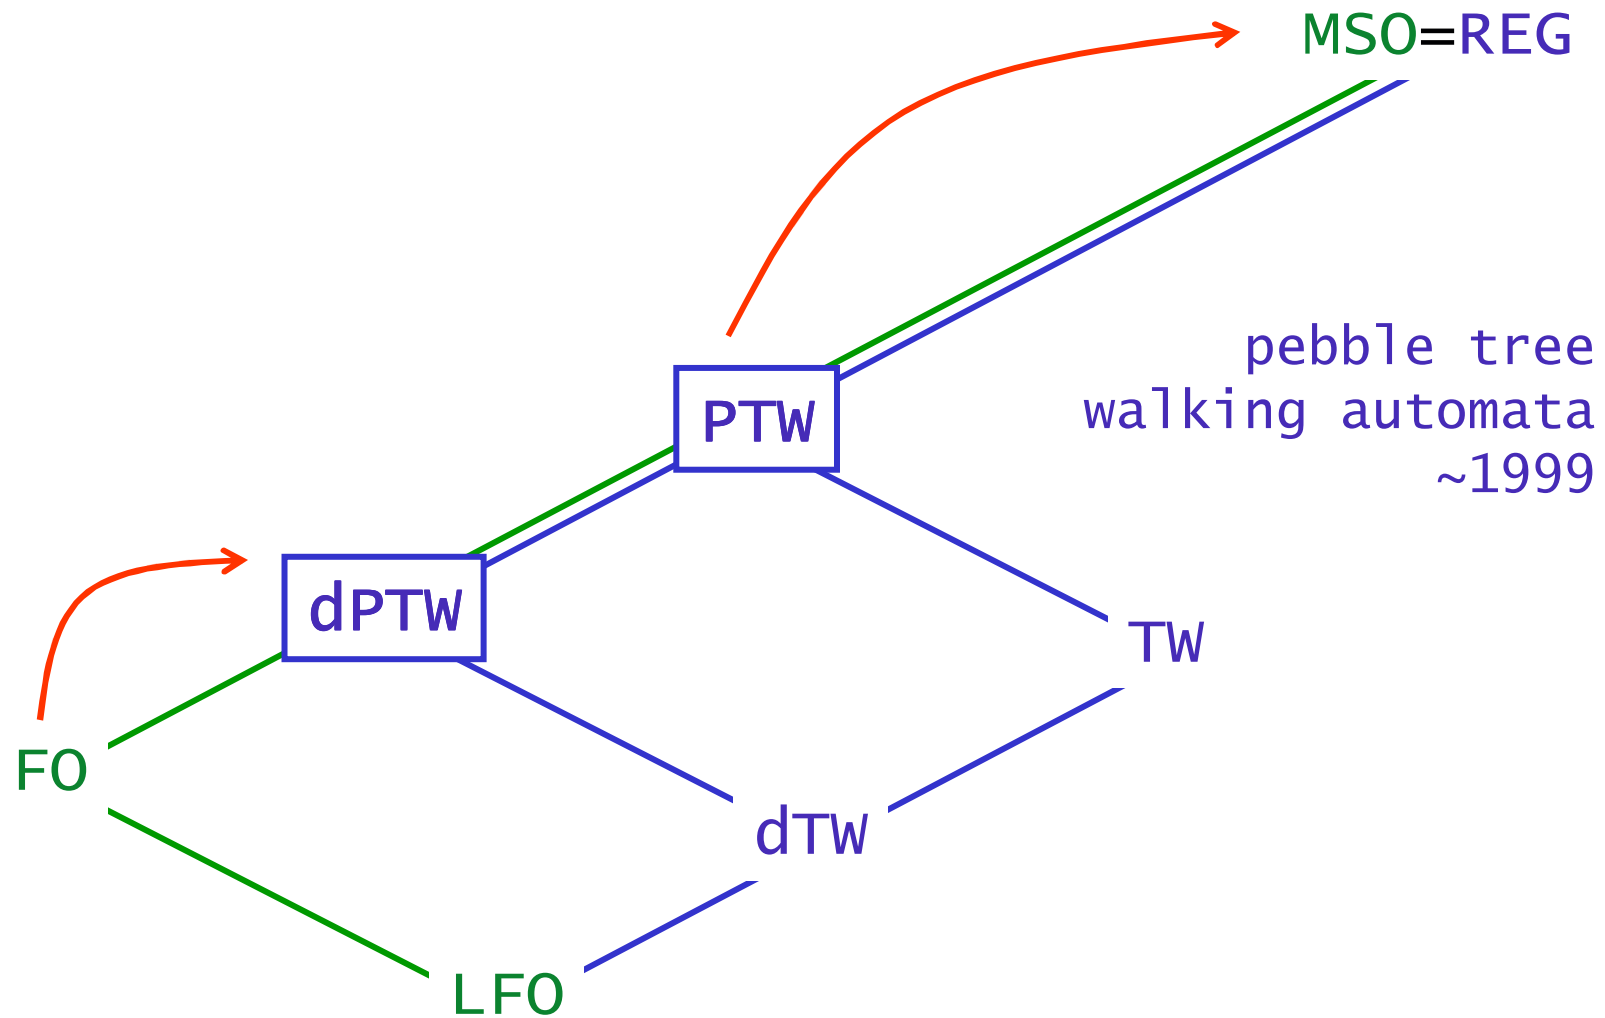 MSO=REG
pebble tree
walking automata
~1999
PTW
dPTW
TW
FO
dTW
LFO